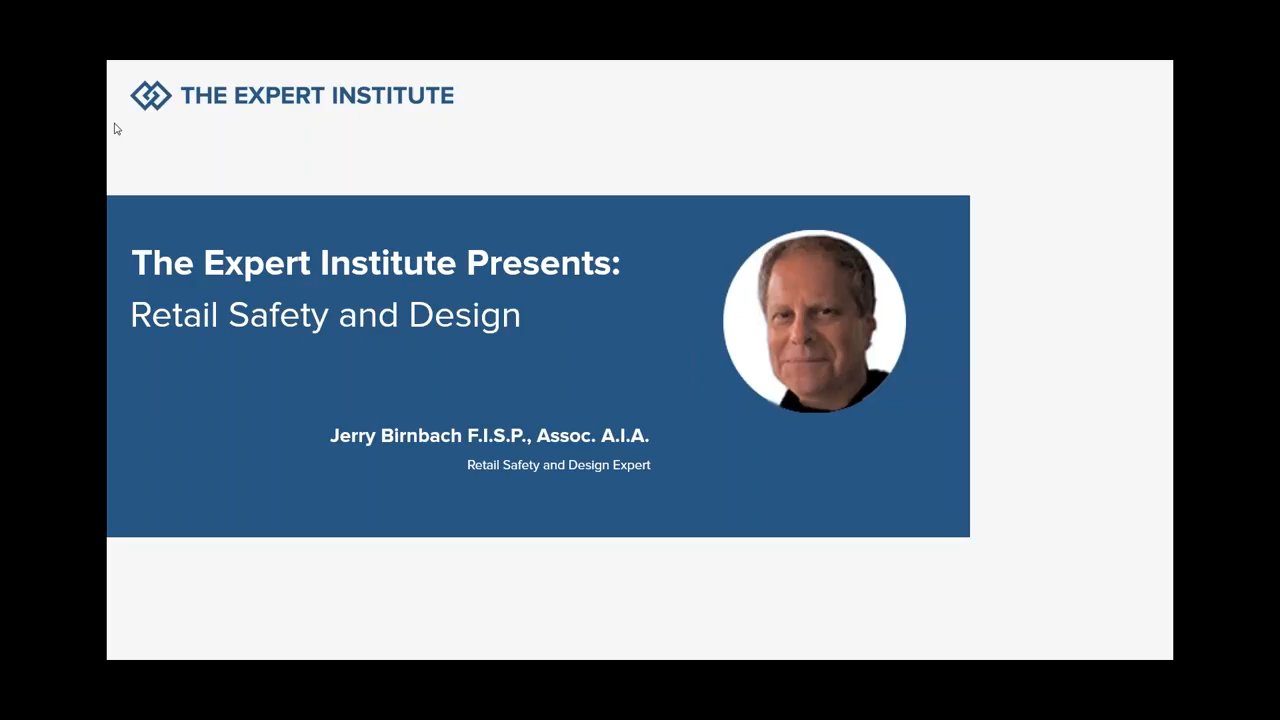 THE EXPERT INSTITUTE
The Expert Institute Presents:
Retail Safety and Design
Jerry Birnbach F.I.S.P., Assoc. A.I.A.
Retail Safety and Design Expert